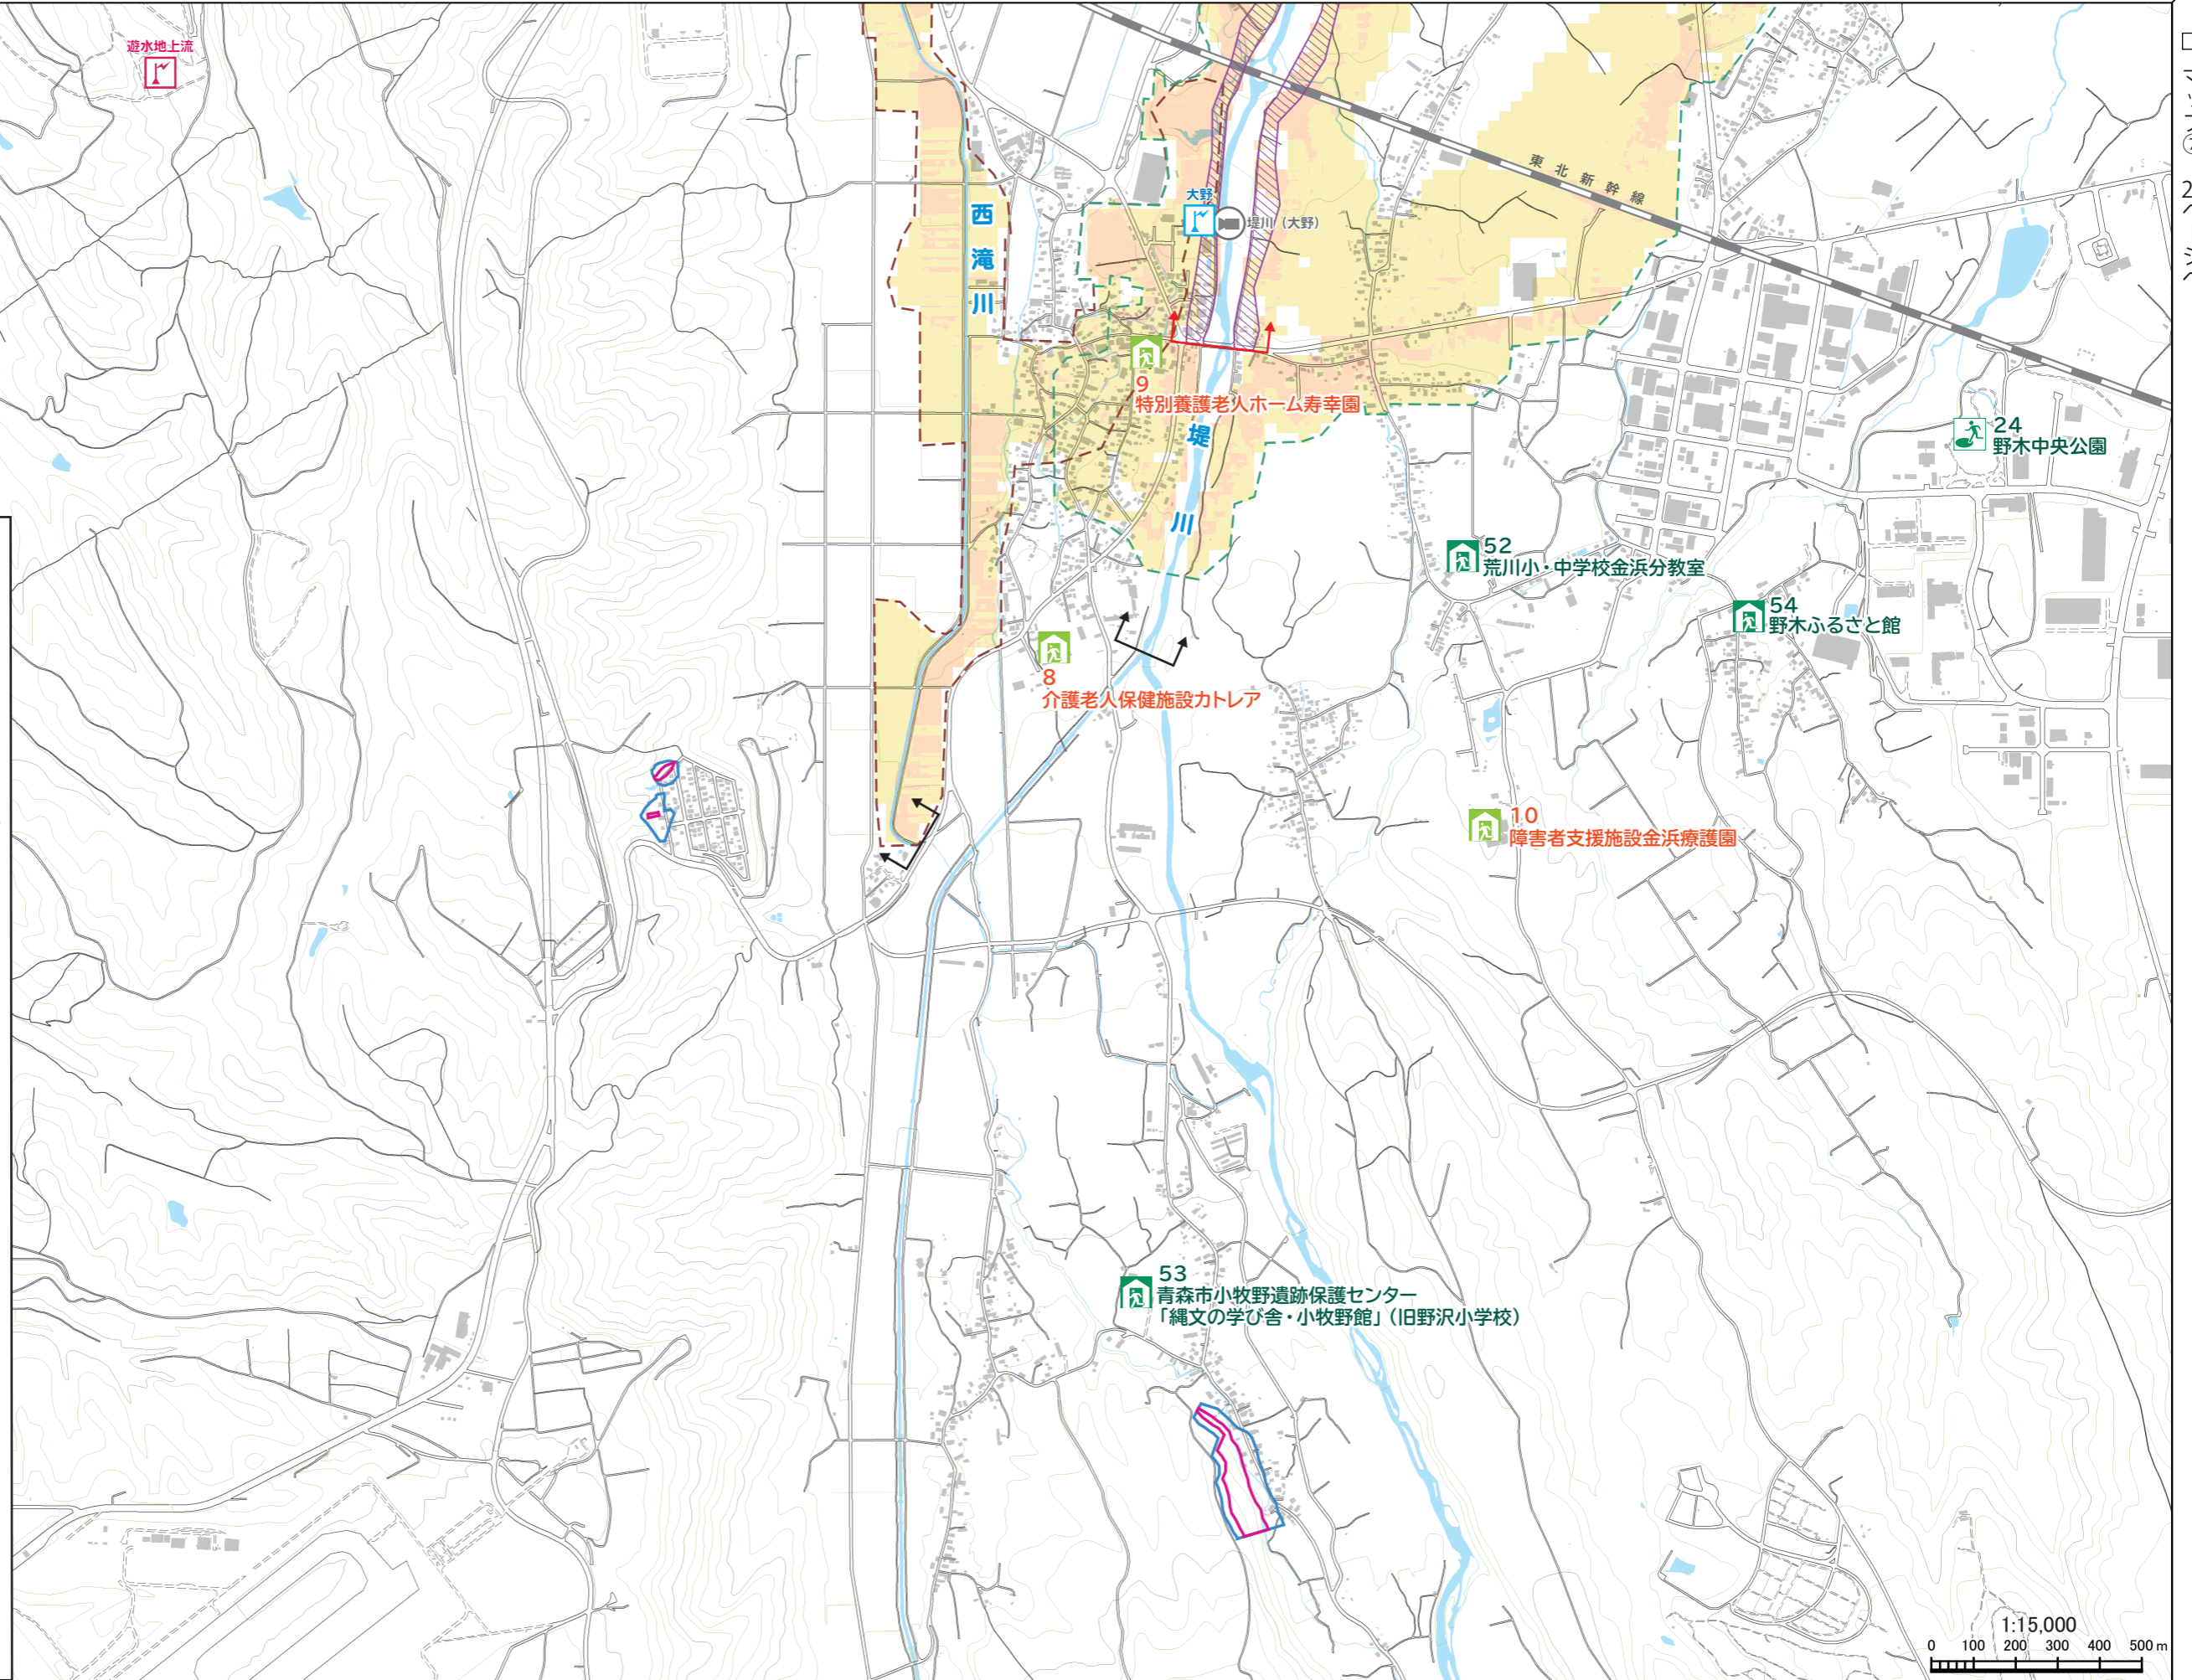 遊水地上流
東北新幹線
大野
堤川（大野）
西滝川
9
特別養護老人ホーム寿幸園
堤川
24
野木中央公園
52
荒川小・中学校金浜分教室
54
野木ふるさと館
8
介護老人保健施設カトレア
10
障害者支援施設金浜療護園
53
青森市小牧野遺跡保護センター
「縄文の学び舎・小牧野館」（旧野沢小学校）
1:15,000
0 100 200 300 400 500 m